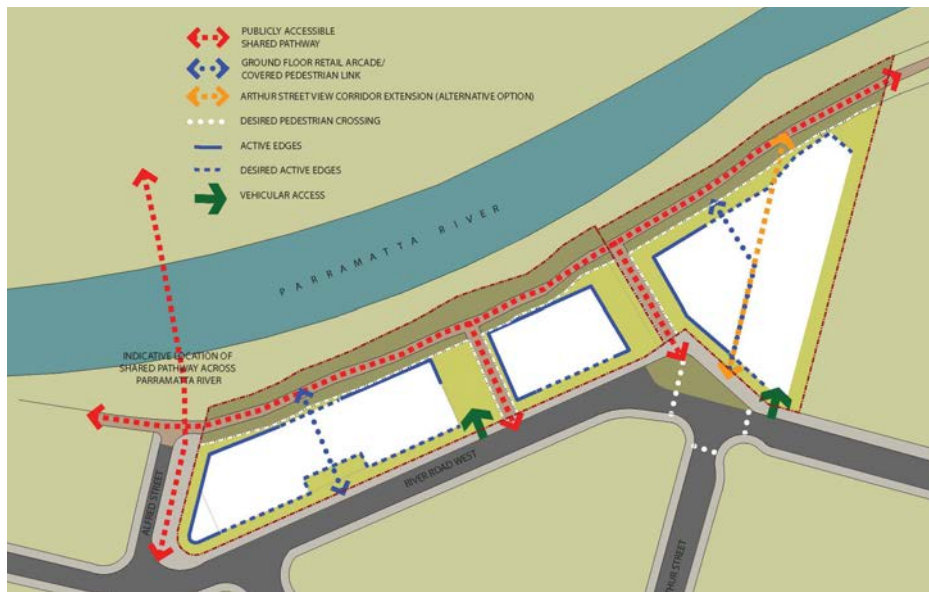 PUBLICLY ACCESSIBLE
SHARED PATHWAY
GROUND FLOOR RETAIL ARCADE/
COVERED PEDESTRIAN LINK
ARTHUR STREET VIEW CORRIDOR EXTENSION (ALTERNATIVE OPTION)
DESIRED PEDESTRIAN CROSSING
ACTIVE EDGES
DESIRED ACTIVE EDGES
VEHICULAR ACCESS
PARRAMATTA RIVER
INDICATIVE LOCATION OF
SHARED PATHWAY ACROSS
PARRAMATTA RIVER
ALFRED STREET
RIVER ROAD WEST
THUR STREET